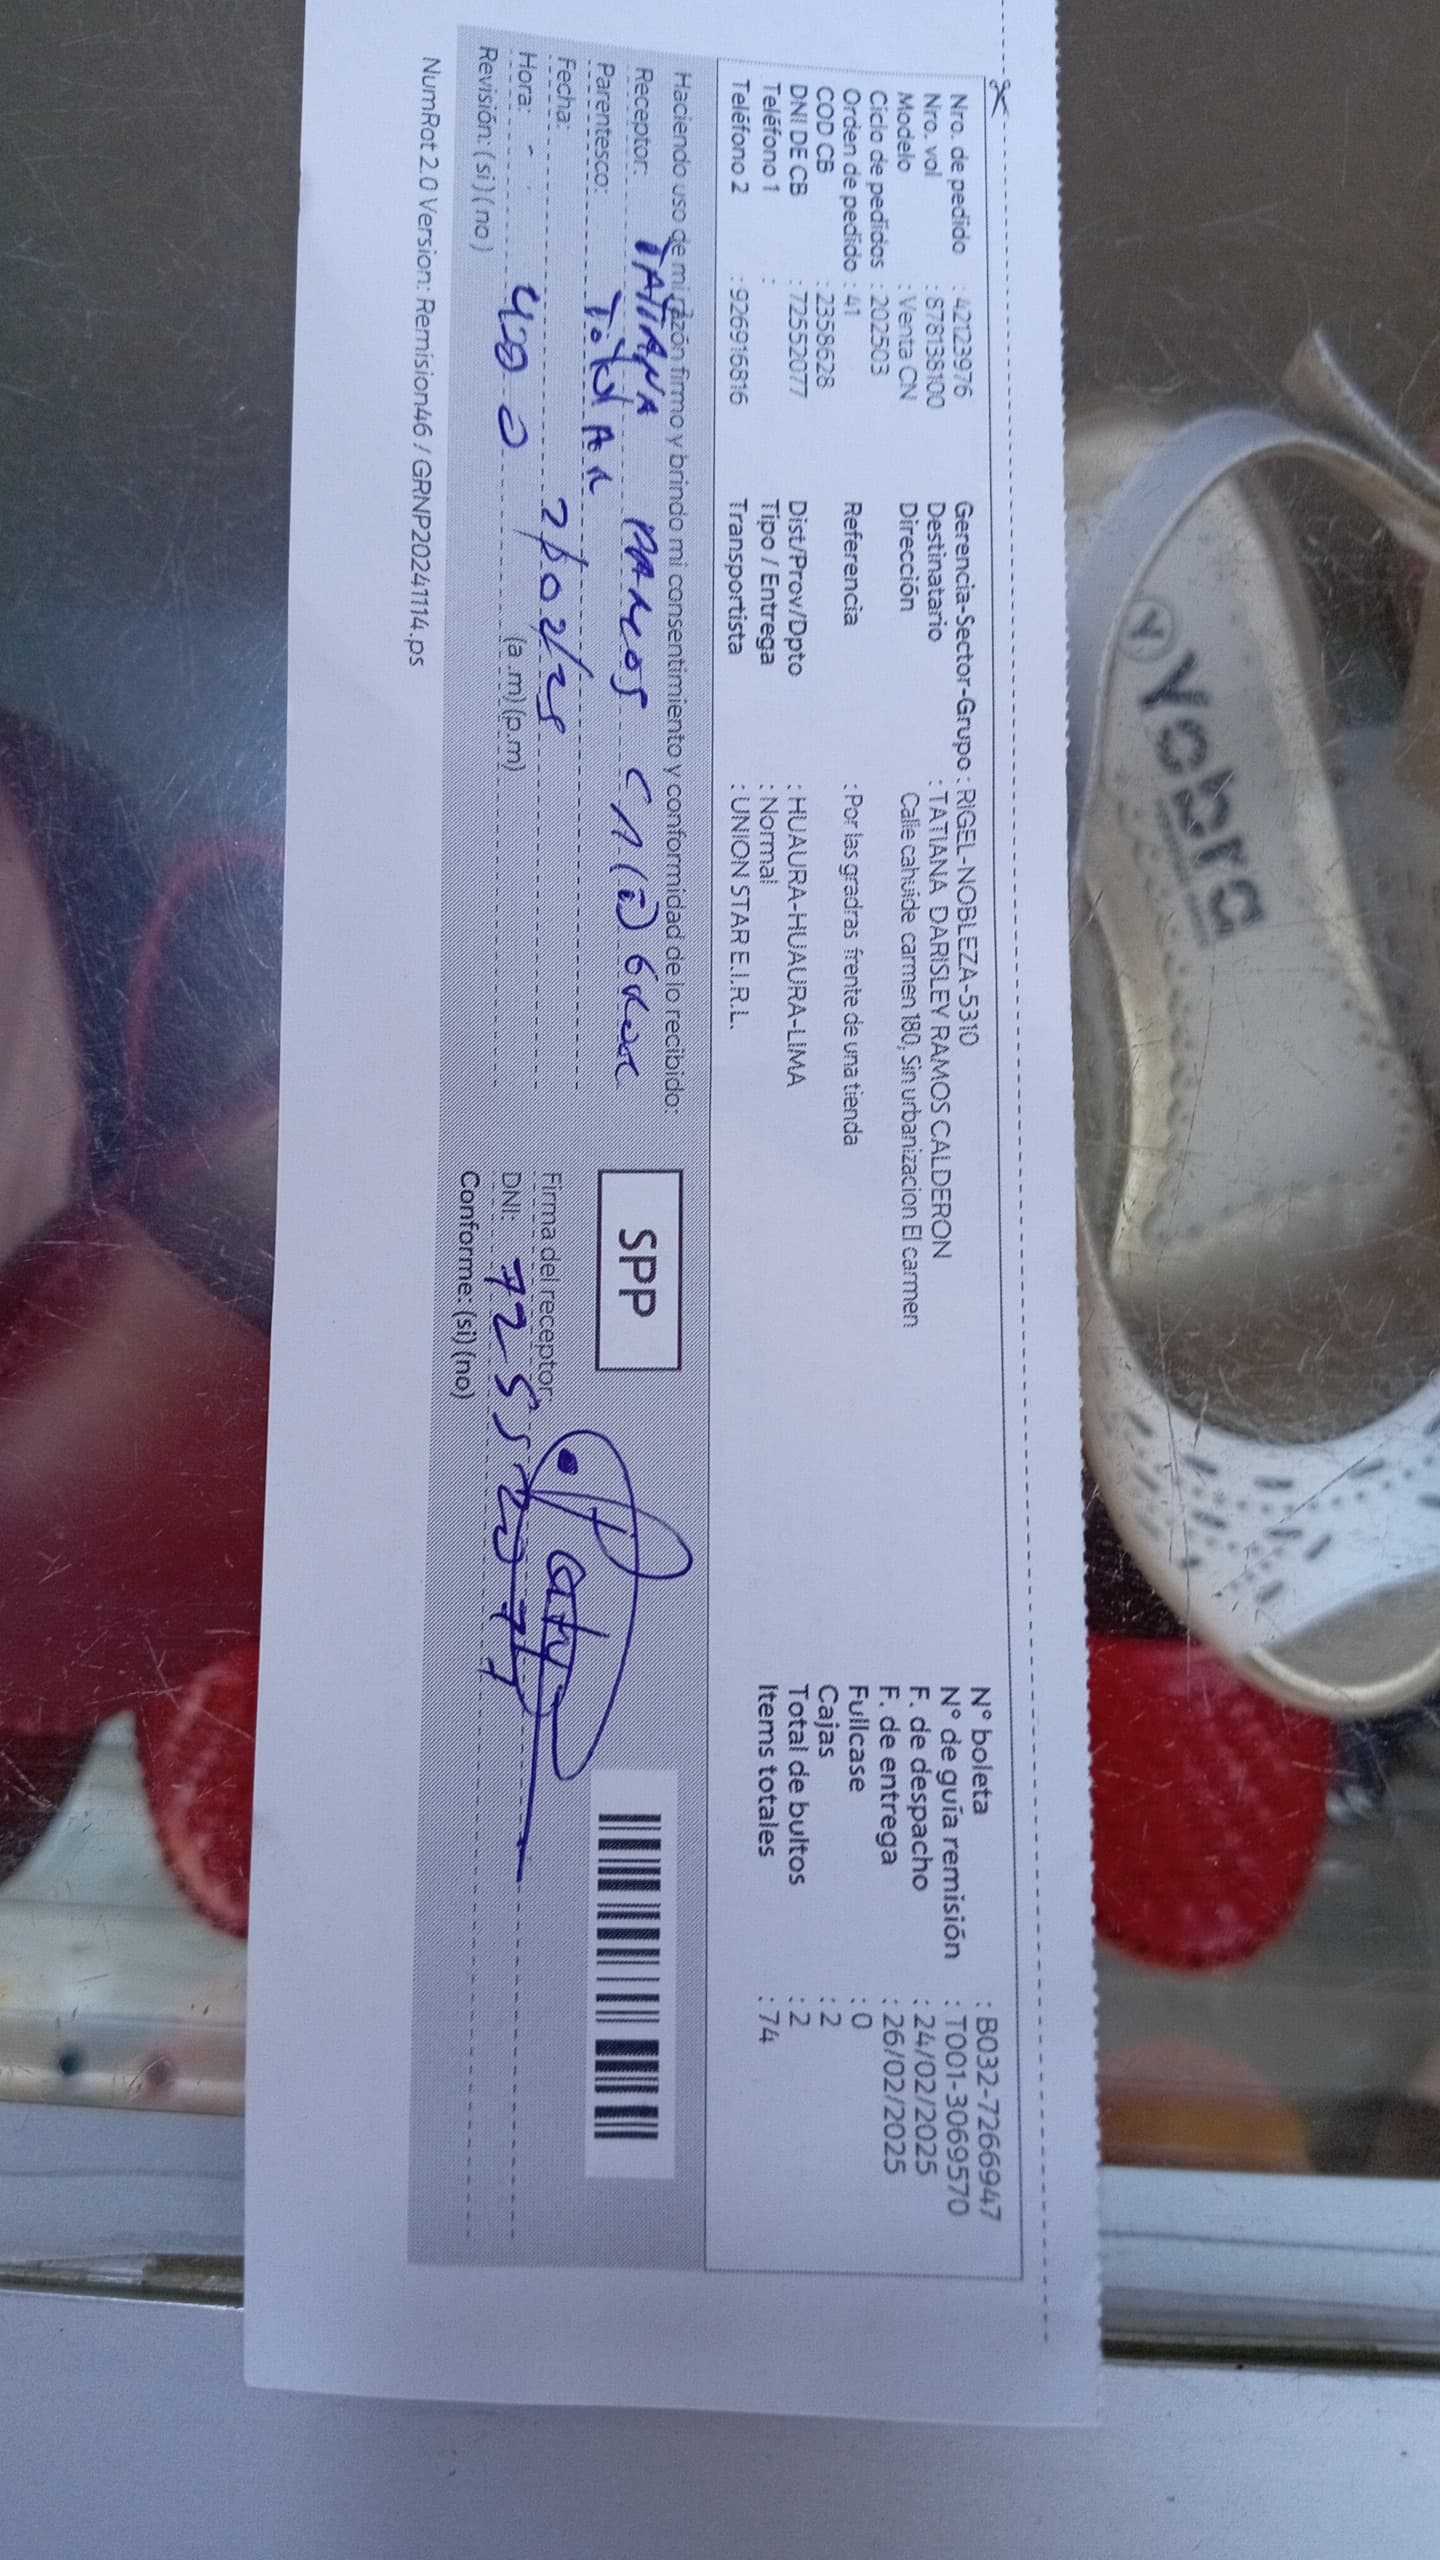 Nro. de pedido : 42123976
Nro. vol : 878138100
Modelo : Venta CN
Ciclo de pedidos : 202503
Orden de pedido : 41
COD CB : 2358628
DNI DE CB : 72552077
Teléfono 1 :
Teléfono 2 : 926916816
Gerencia-Sector-Grupo : RIGEL-NOBLEZA-5310
Destinatario : TATIANA DARISLEY RAMOS CALDERON
Dirección Calle cahuide carmen 180, Sin urbanizacion El carmen
Referencia : Por las gradras frente de una tienda
Dist/Prov/Dpto : HUAURA-HUAURA-LIMA
Tipo / Entrega : Normal
Transportista : UNION STAR E.I.R.L.
N° boleta : B032-7266947
N° de guía remisión : T001-3069570
F. de despacho : 24/02/2025
F. de entrega : 26/02/2025
Fullcase : 0
Cajas : 2
Total de bultos : 2
Items totales : 74
Haciendo uso de mi razón firmo y brindo mi consentimiento y conformidad de lo recibido:
Receptor: TATIANA
Parentesco:
Fecha:
Hora: (a.m) (p.m)
Revisión: (si) (no)
SPP
Firma del receptor:
DNI: 72552077
Conforme: (si) (no)
NumRot 2.0 Version: Remision46 / GRNP20241114.ps
Yobra